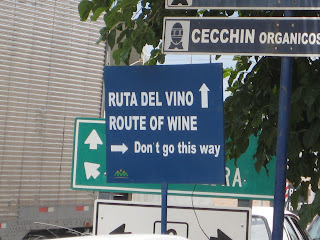 CECCHIN ORGANICOS
RUTA DEL VINO
ROUTE OF WINE
Don't go this way